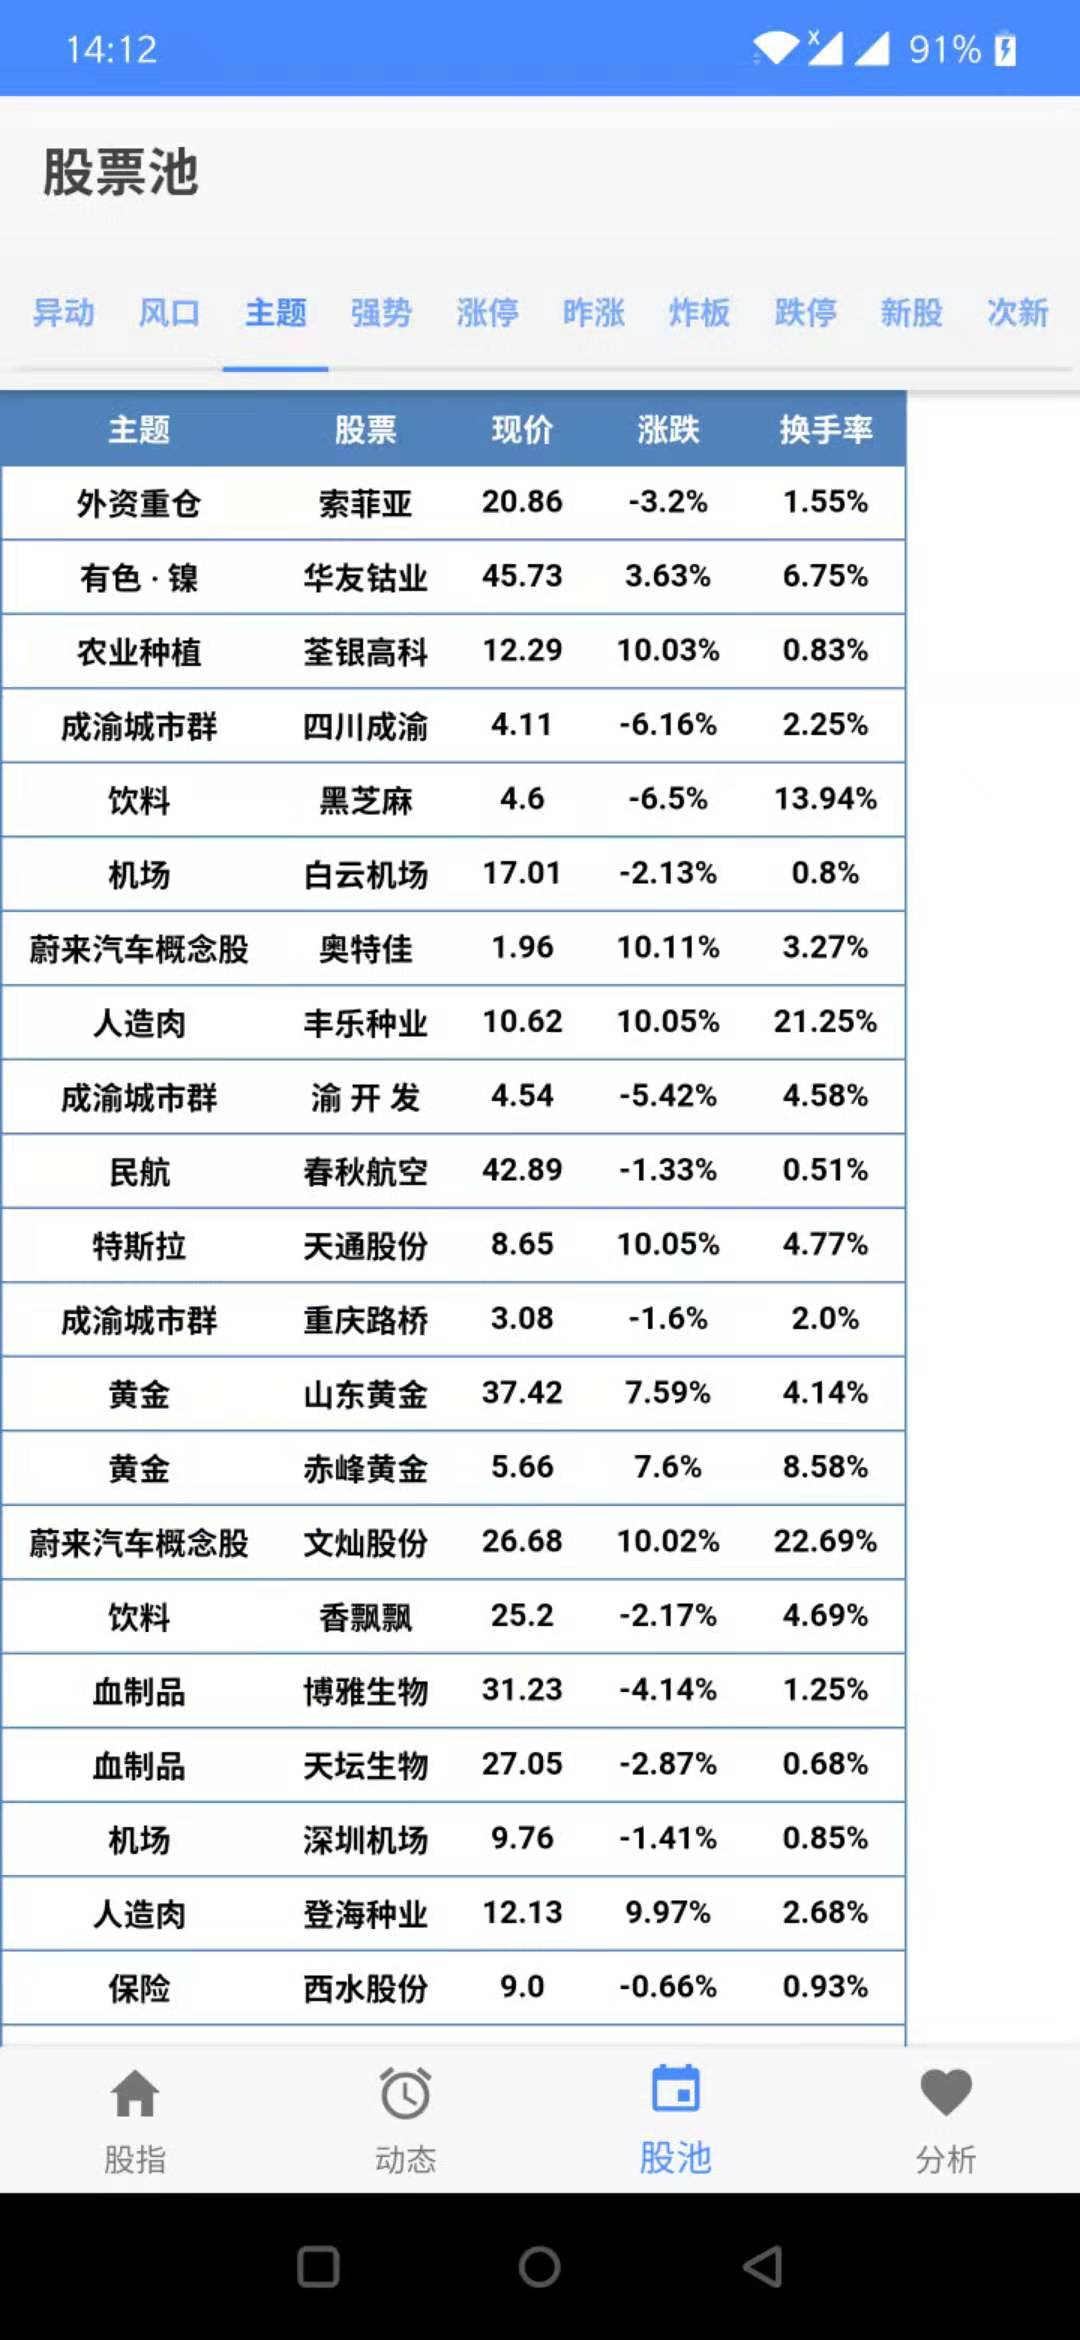 14:12 x 91%
股票池
异动 风口 主题 强势 涨停 昨涨 炸板 跌停 新股 次新
主题 股票 现价 涨跌 换手率
外资重仓 索菲亚 20.86 -3.2% 1.55%
有色·镍 华友钴业 45.73 3.63% 6.75%
农业种植 荃银高科 12.29 10.03% 0.83%
成渝城市群 四川成渝 4.11 -6.16% 2.25%
饮料 黑芝麻 4.6 -6.5% 13.94%
机场 白云机场 17.01 -2.13% 0.8%
蔚来汽车概念股 奥特佳 1.96 10.11% 3.27%
人造肉 丰乐种业 10.62 10.05% 21.25%
成渝城市群 渝 开 发 4.54 -5.42% 4.58%
民航 春秋航空 42.89 -1.33% 0.51%
特斯拉 天通股份 8.65 10.05% 4.77%
成渝城市群 重庆路桥 3.08 -1.6% 2.0%
黄金 山东黄金 37.42 7.59% 4.14%
黄金 赤峰黄金 5.66 7.6% 8.58%
蔚来汽车概念股 文灿股份 26.68 10.02% 22.69%
饮料 香飘飘 25.2 -2.17% 4.69%
血制品 博雅生物 31.23 -4.14% 1.25%
血制品 天坛生物 27.05 -2.87% 0.68%
机场 深圳机场 9.76 -1.41% 0.85%
人造肉 登海种业 12.13 9.97% 2.68%
保险 西水股份 9.0 -0.66% 0.93%
股指 动态 股池 分析